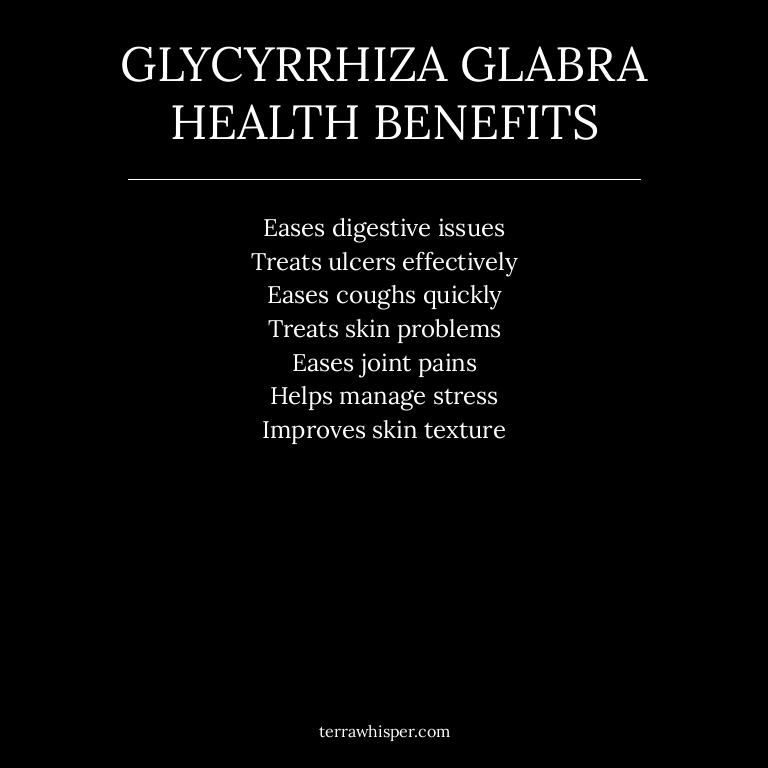 GLYCYRRHIZA GLABRA
HEALTH BENEFITS
Eases digestive issues
Treats ulcers effectively
Eases coughs quickly
Treats skin problems
Eases joint pains
Helps manage stress
Improves skin texture
terrawhisper.com